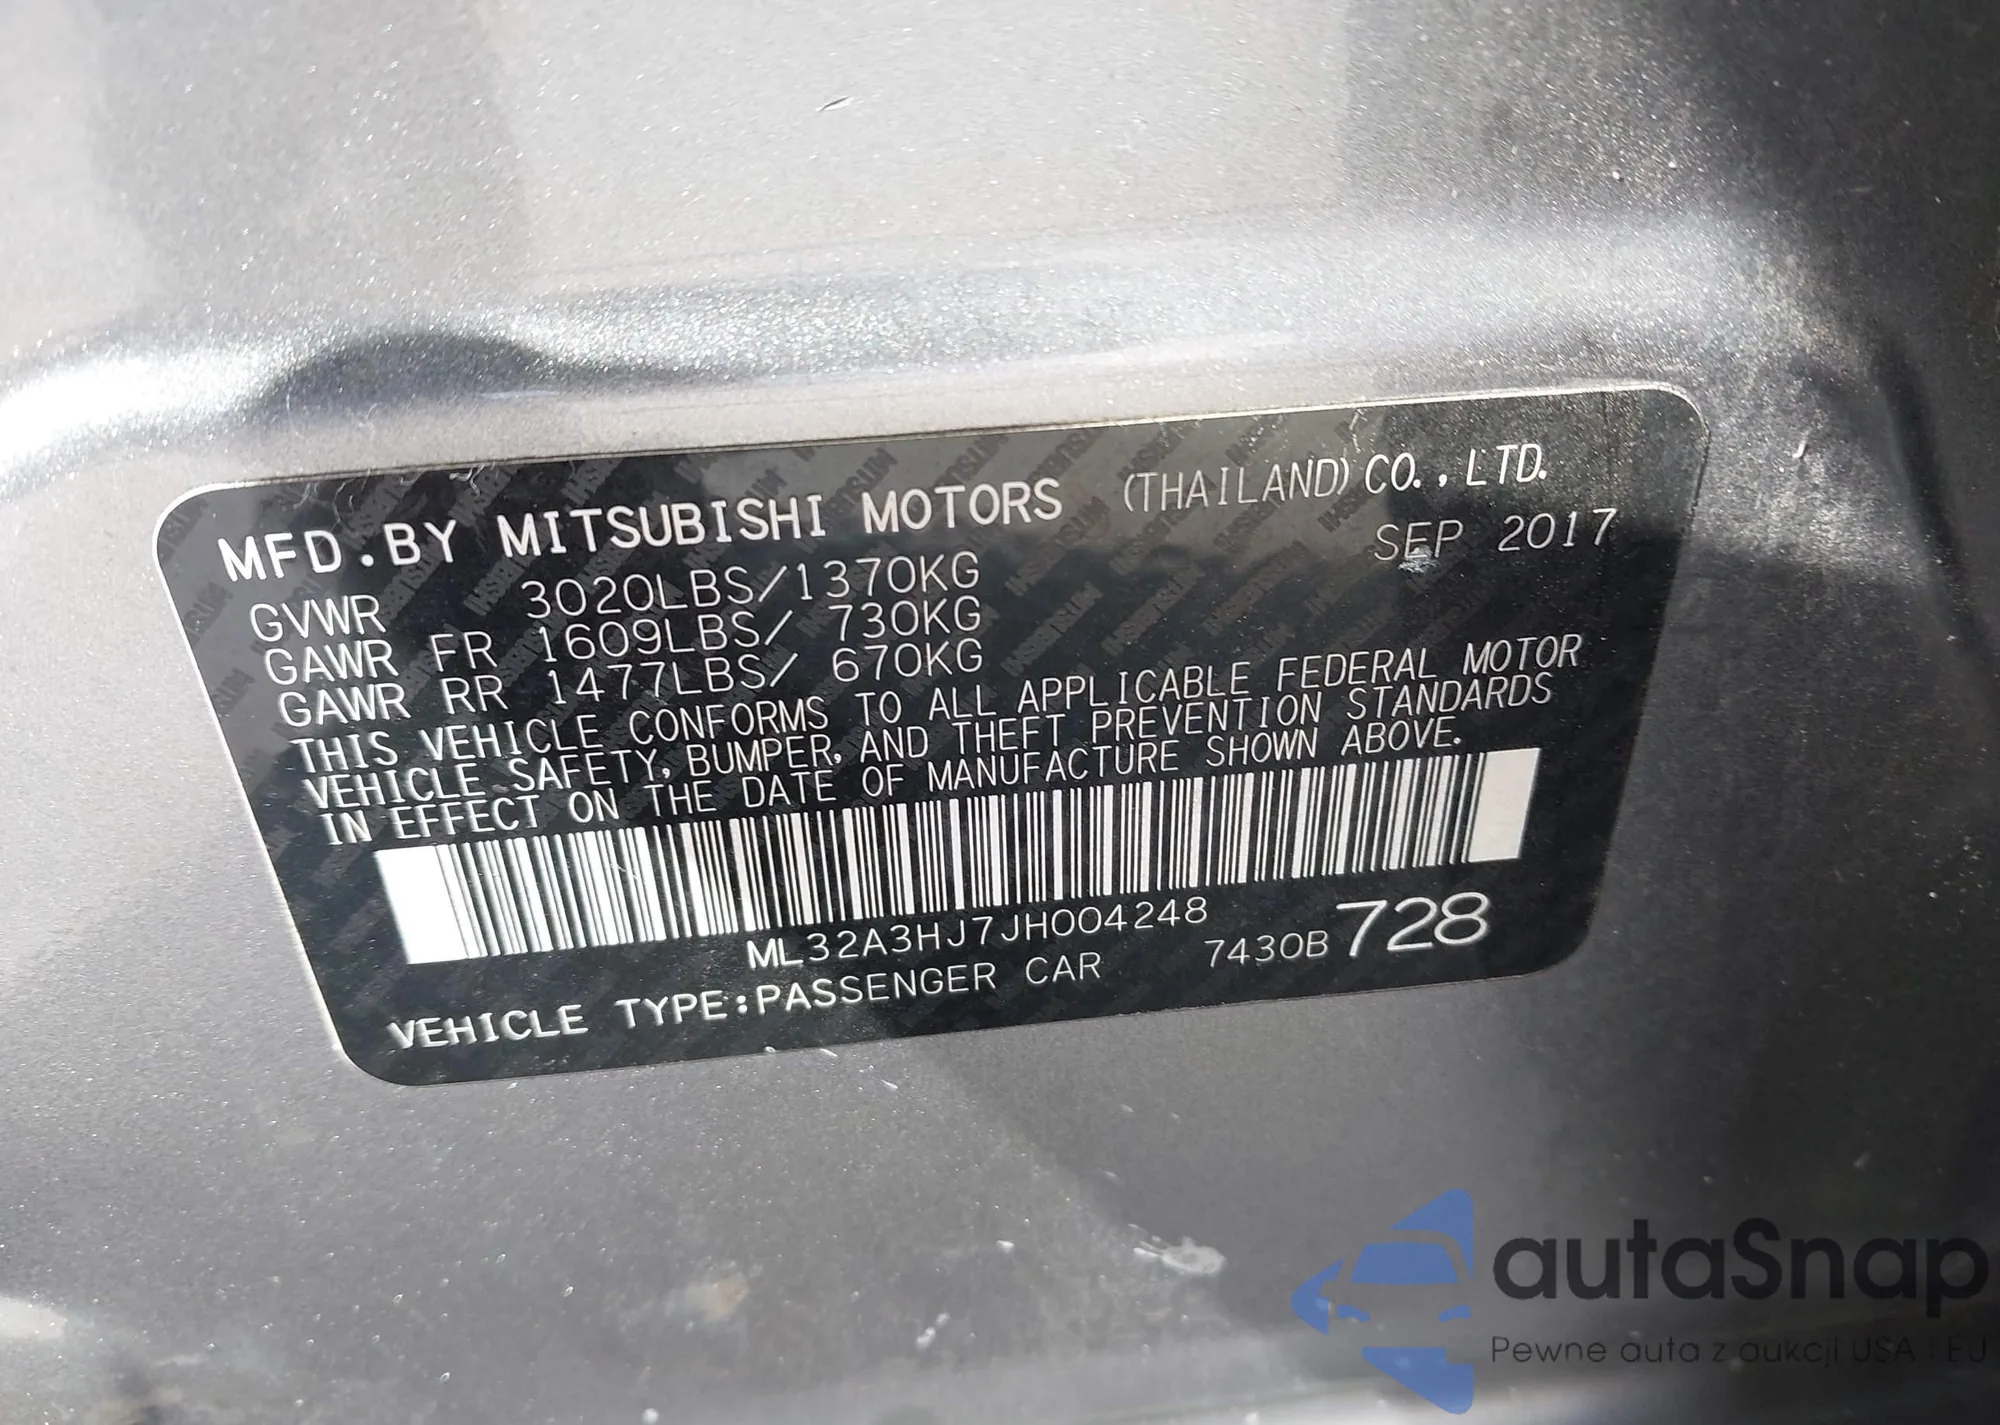 MFD.BY MITSUBISHI MOTORS (THAILAND) CO.,LTD.
SEP 2017
GVWR 3020LBS/1370KG
GAWR FR 1609LBS/ 730KG
GAWR RR 1477LBS/ 670KG
THIS VEHICLE CONFORMS TO ALL APPLICABLE FEDERAL MOTOR
VEHICLE SAFETY, BUMPER, AND THEFT PREVENTION STANDARDS
IN EFFECT ON THE DATE OF MANUFACTURE SHOWN ABOVE.
ML32A3HJ7JH004248
VEHICLE TYPE:PASSENGER CAR 7430B 728
autaSnap
Pewne auta z aukcji USA i EU